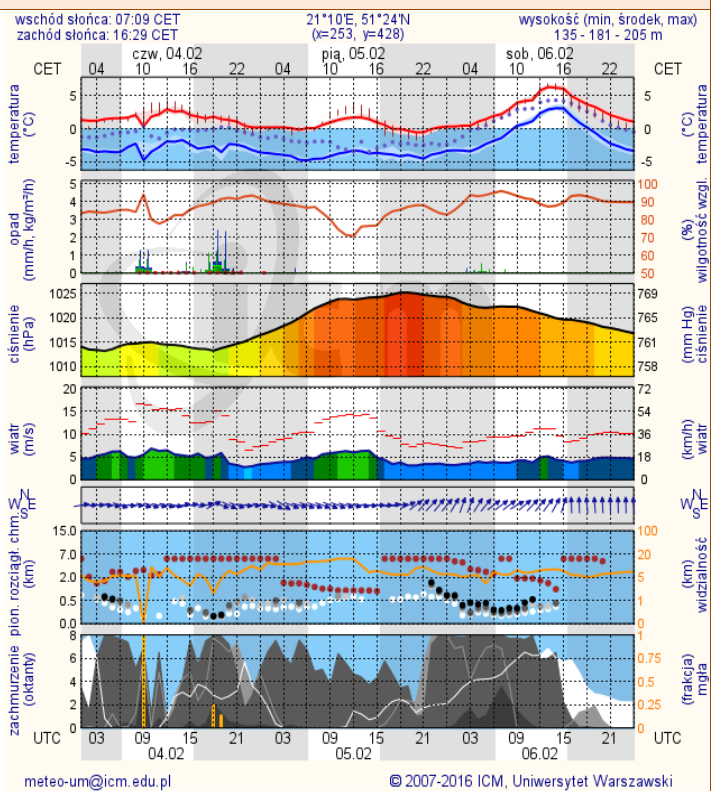 wschód słońca: 07:09 CET 21°10'E, 51°24'N wysokość (min, środek, max)
zachód słońca: 16:29 CET (x=253, y=428) 135 - 181 - 205 m
czw, 04.02 pią, 05.02 sob, 06.02
CET 04 10 16 22 04 10 16 22 04 10 16 22 CET
temperatura (°C)
5
0
-5
5
0
-5
(°C) temperatura
opad (mm/h, kg/m²/h)
5
4
3
2
1
0
100
90
80
70
60
50
(%) wilgotność wzgl.
ciśnienie (hPa)
1025
1020
1015
1010
769
765
761
758
(mm Hg) ciśnienie
wiatr (m/s)
20
15
10
5
0
72
54
36
18
0
(km/h) wiatr
N
W E
S
N
W E
S
pion. rozciągł. chm (km)
15.0
7.0
2.0
0.5
0.0
100
20
5
1
0
(km) widzialność
zachmurzenie (oktanty)
8
6
4
2
0
1
0.75
0.5
0.25
0
(frakcja) mgła
UTC 03 09 15 21 03 09 15 21 03 09 15 21 UTC
04.02 05.02 06.02
meteo-um@icm.edu.pl © 2007-2016 ICM, Uniwersytet Warszawski